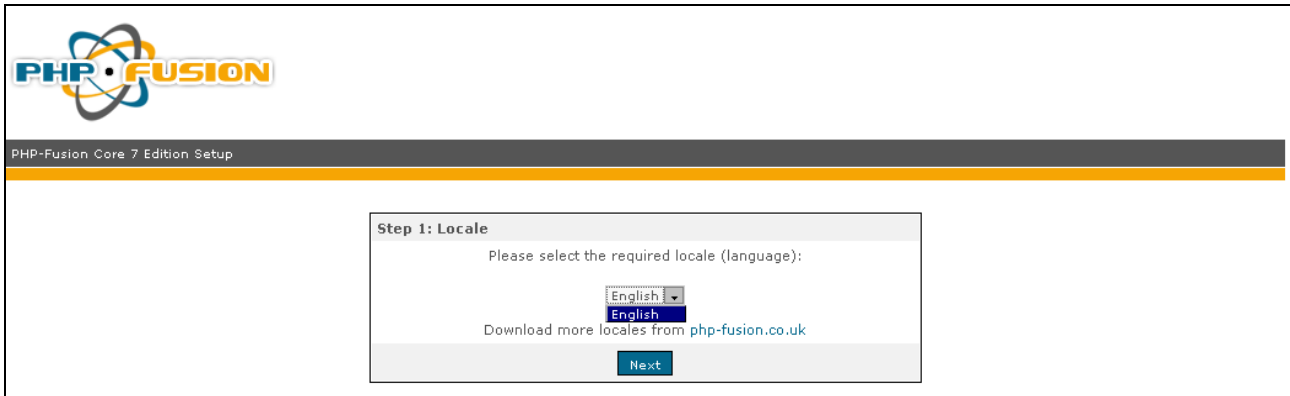 PHP·FUSION
PHP-Fusion Core 7 Edition Setup
Step 1: Locale
Please select the required locale (language):
English
English
Download more locales from php-fusion.co.uk
Next